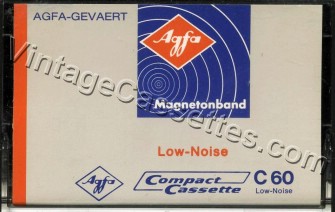 AGFA-GEVAERT
Agfa
Magnetonband
VintageCassettes.com
Low-Noise
Agfa
Compact
Cassette
C 60
Low-Noise